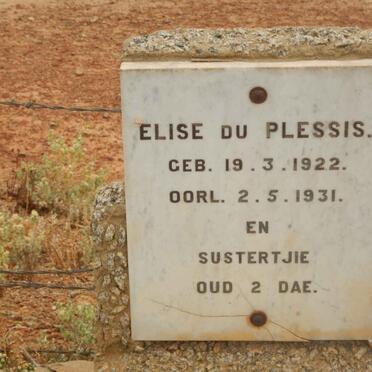 ELISE DU PLESSIS.
GEB. 19.3.1922.
OORL. 2.5.1931.
EN
SUSTERTJIE
OUD 2 DAE.